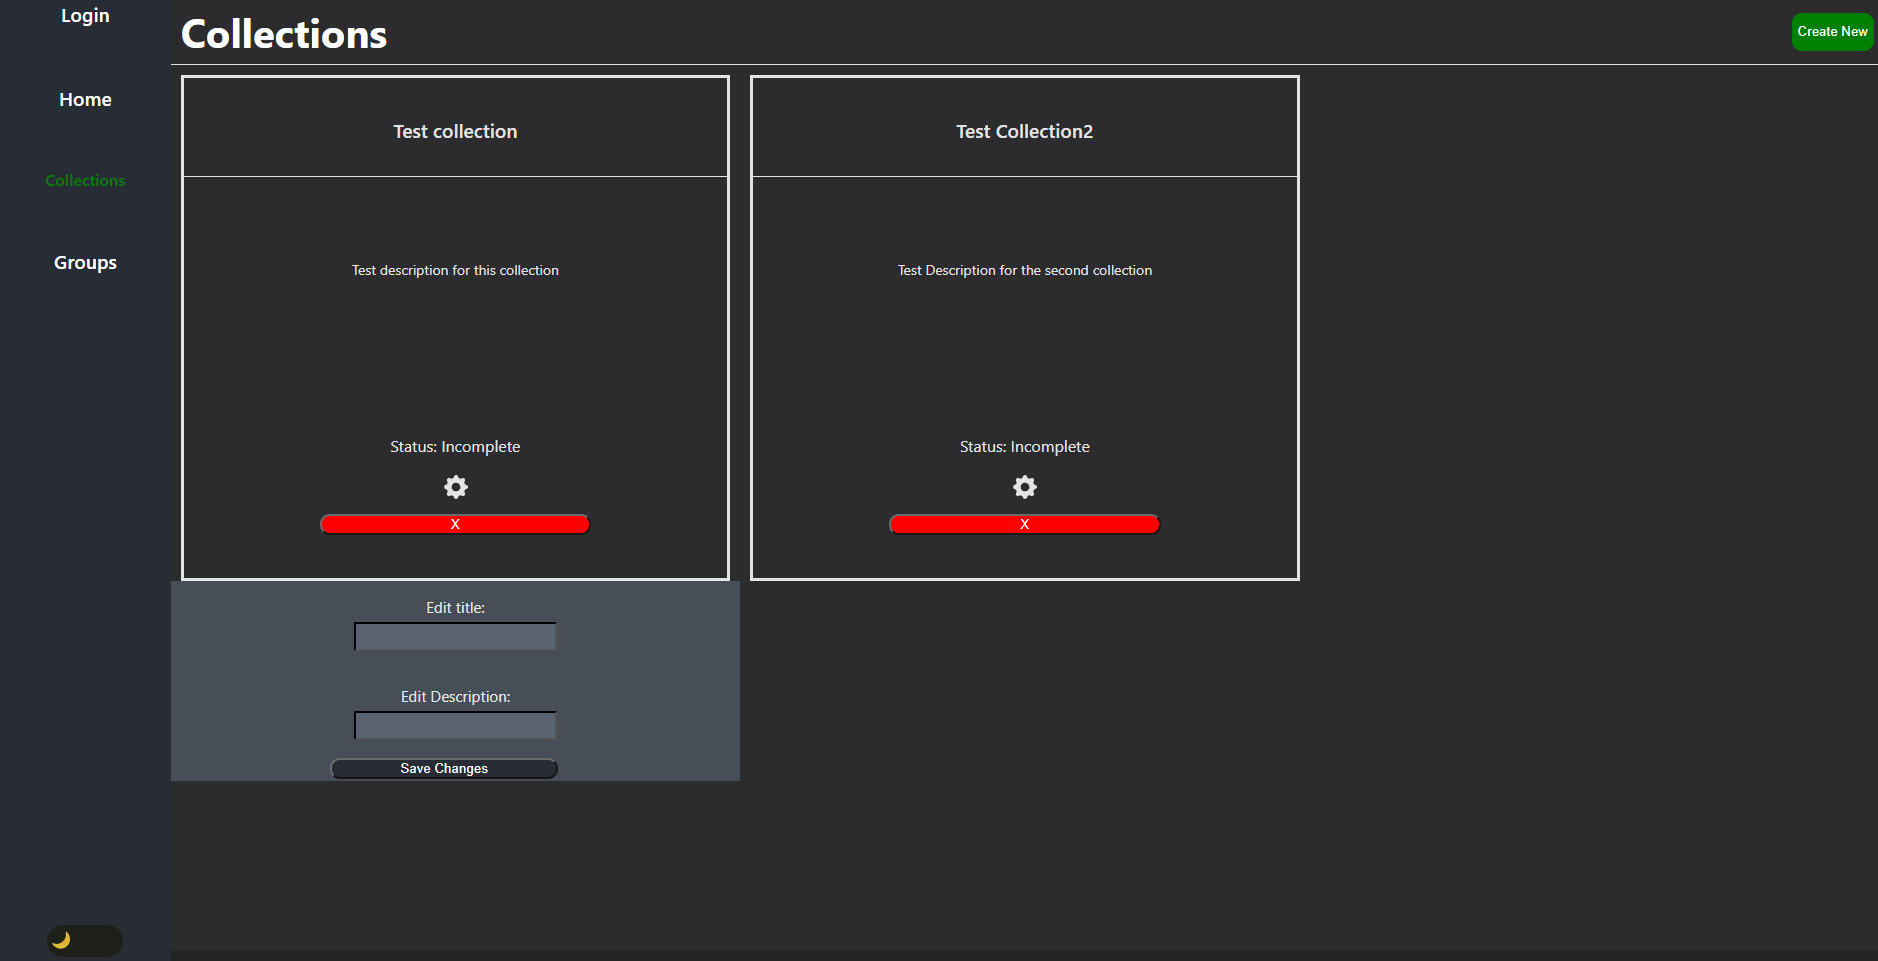 Login
Home
Collections
Groups
Collections
Create New
Test collection
Test description for this collection
Status: Incomplete
X
Test Collection2
Test Description for the second collection
Status: Incomplete
X
Edit title:
Edit Description:
Save Changes